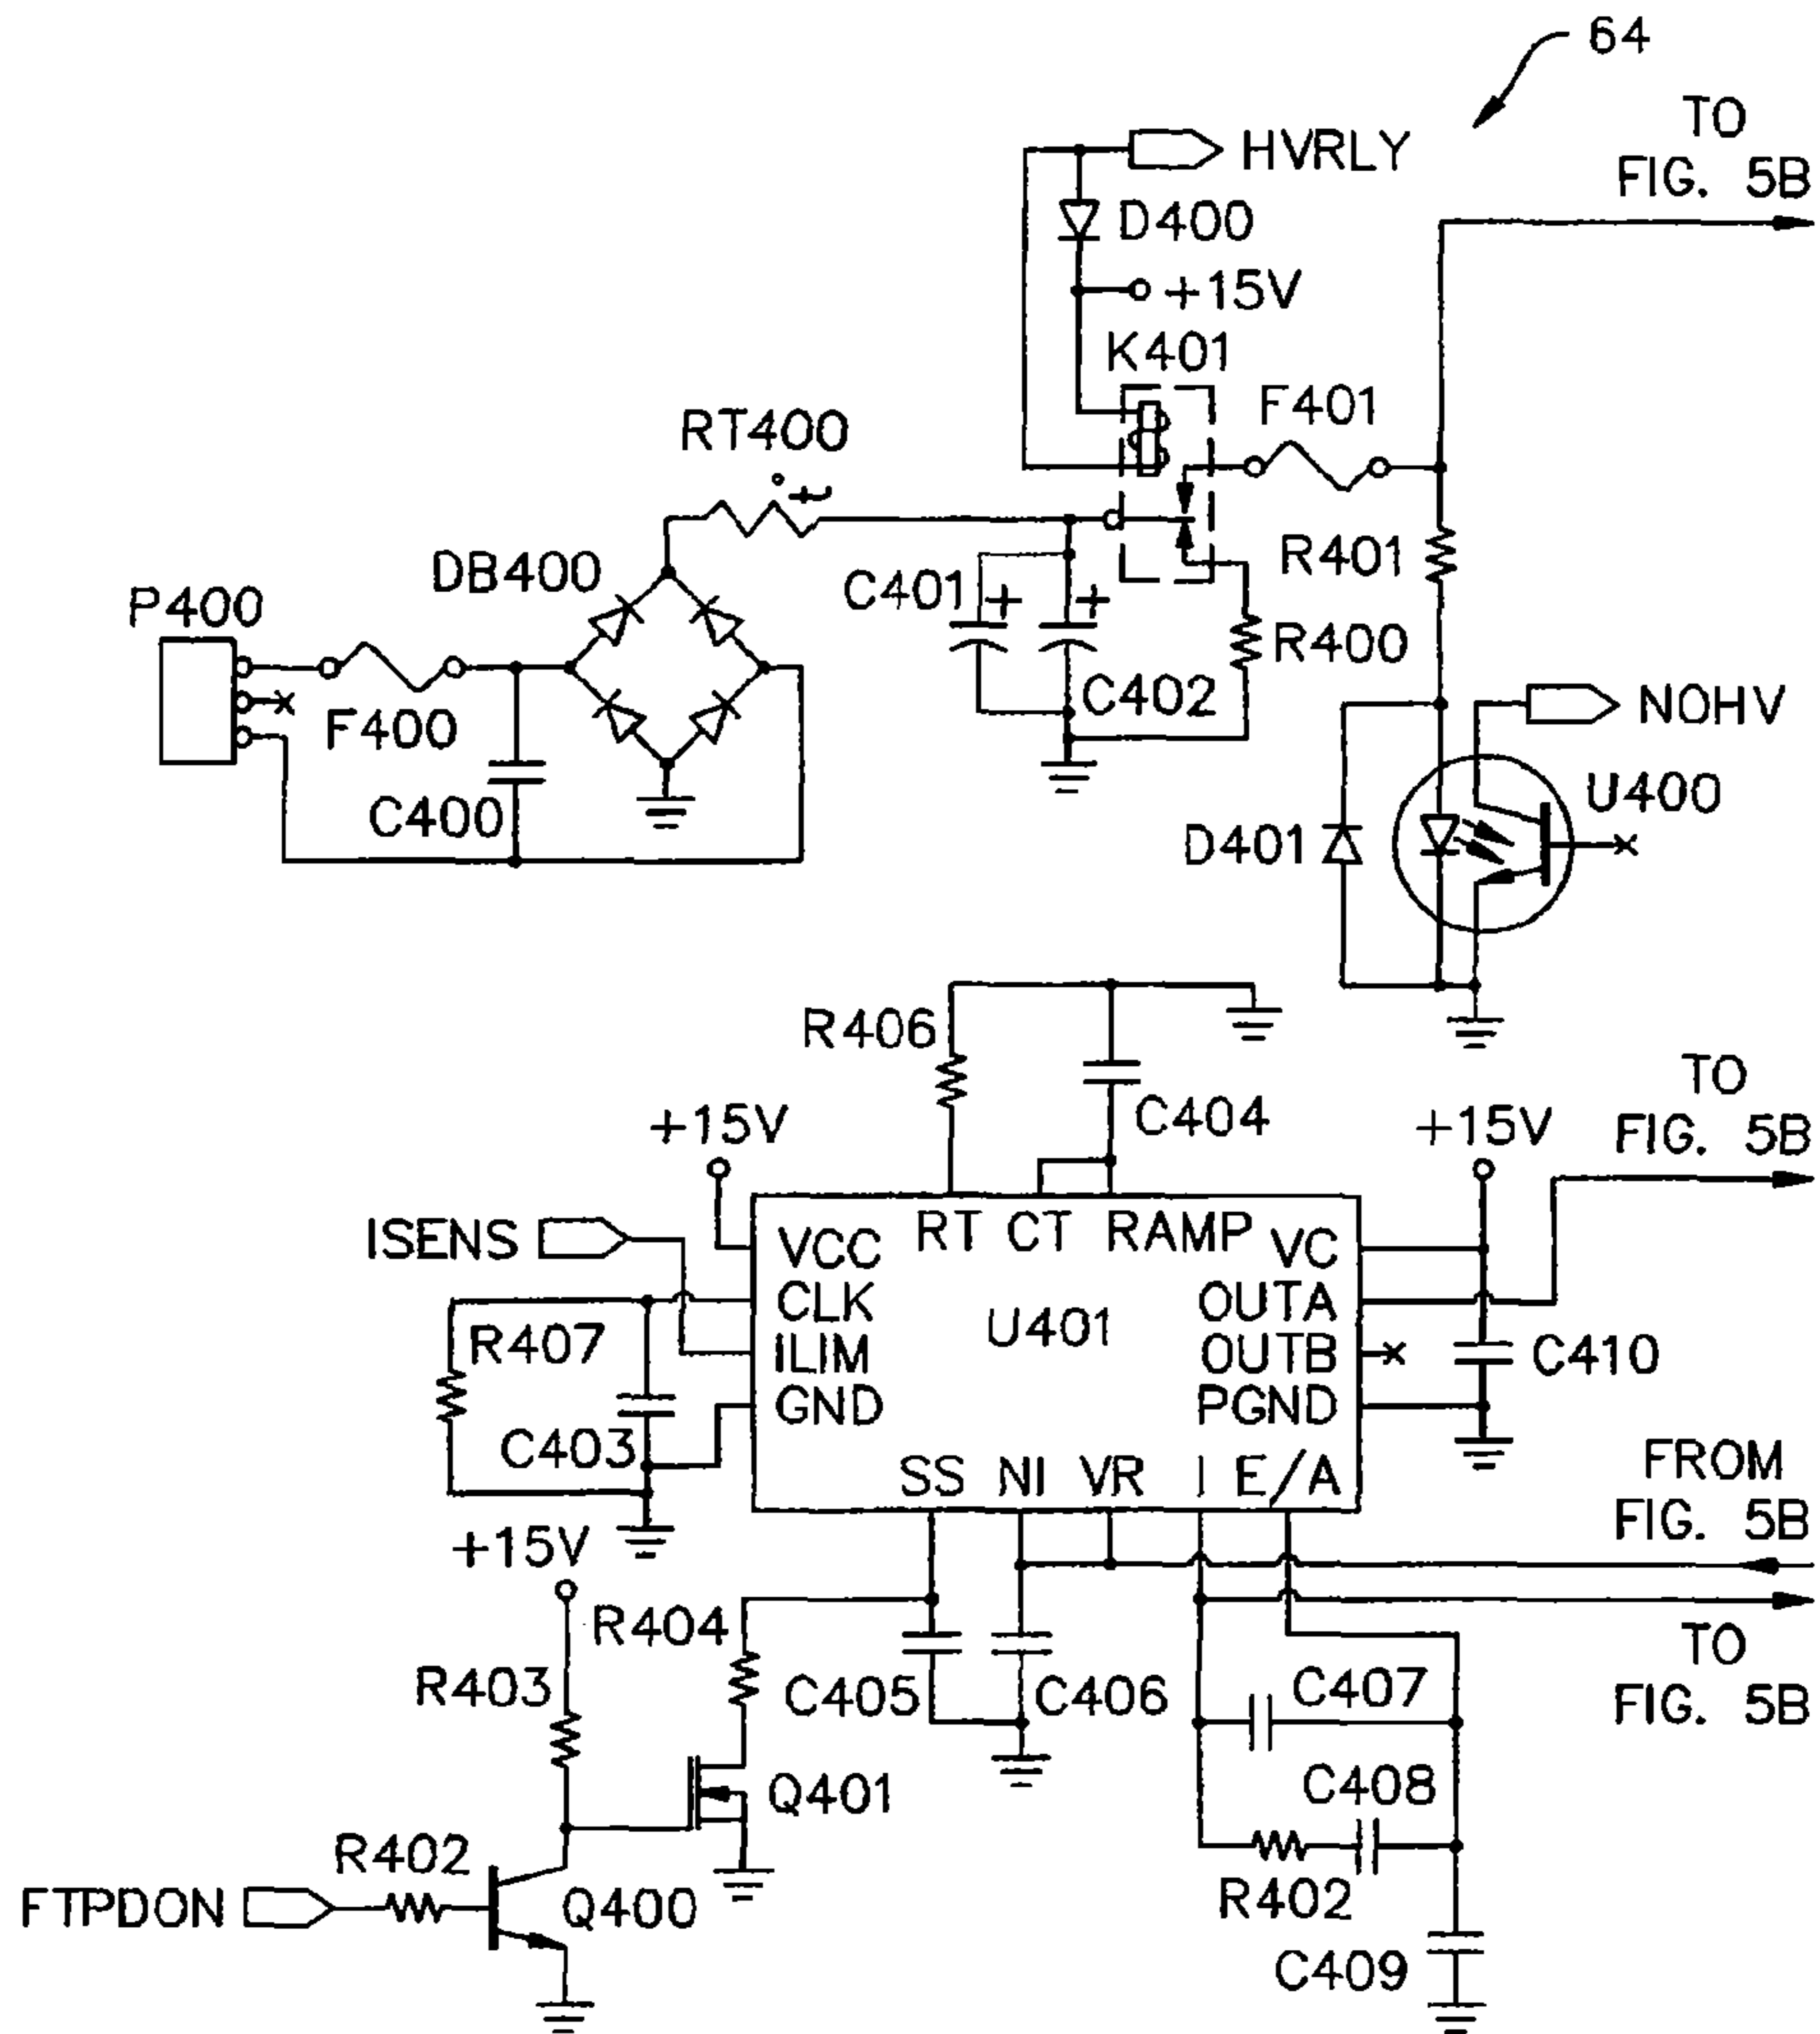 64
TO
FIG. 5B
HVRLY
D400
+15V
K401
F401
RT400
t°
DB400
C401
+
+
R401
P400
R400
C402
F400
NOHV
C400
U400
D401
R406
TO
FIG. 5B
C404
+15V
+15V
ISENS
RT CT RAMP
VCC
VC
CLK
OUTA
R407
U401
ILIM
OUTB
C410
GND
PGND
C403
SS NI VR I E/A
FROM
FIG. 5B
+15V
R404
TO
FIG. 5B
R403
C405
C406
C407
Q401
C408
R402
FTPDON
Q400
R402
C409